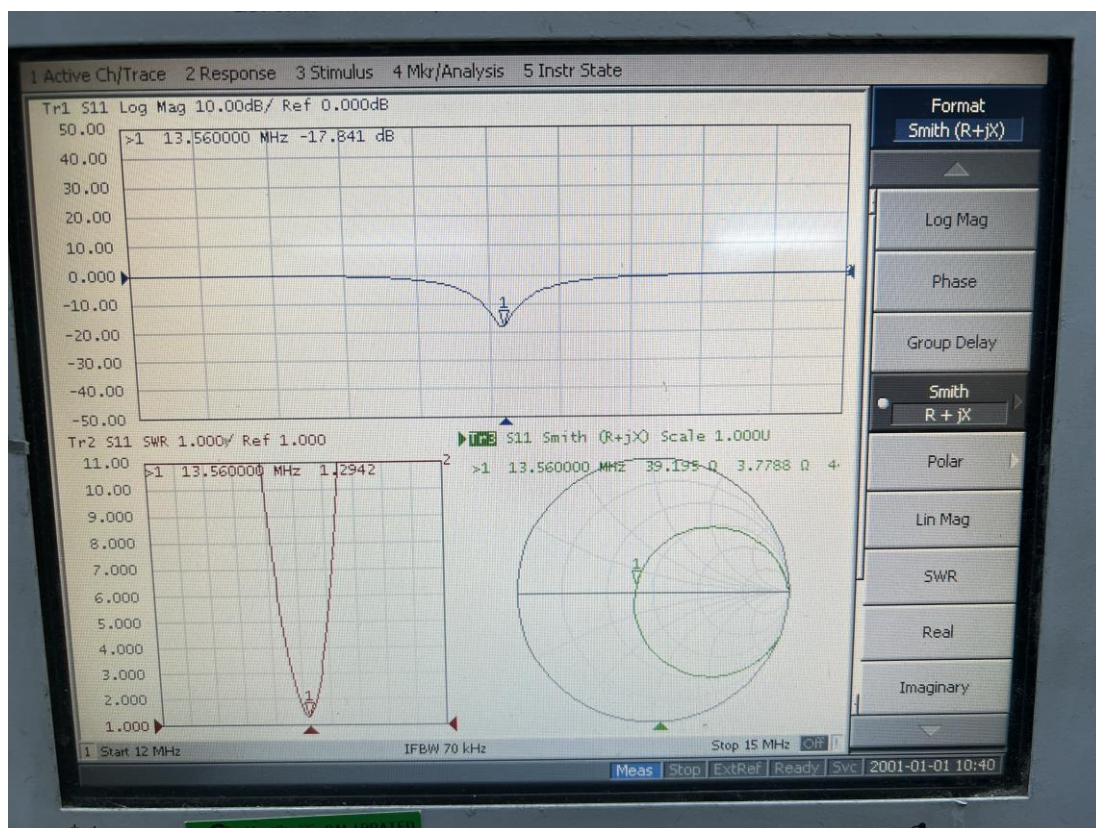 1 Active Ch/Trace 2 Response 3 Stimulus 4 Mkr/Analysis 5 Instr State
Tr1 S11 Log Mag 10.00dB/ Ref 0.000dB
50.00
>1 13.560000 MHz -17.841 dB
40.00
30.00
20.00
10.00
0.000
-10.00
1
-20.00
-30.00
-40.00
-50.00
Tr2 S11 SWR 1.000/ Ref 1.000
11.00
>1 13.560000 MHz 1.2942
2
10.00
9.000
8.000
7.000
6.000
5.000
4.000
3.000
2.000
1
1.000
Tr3 S11 Smith (R+jX) Scale 1.000U
>1 13.560000 MHz 39.195 Ω 3.7788 Ω 4
1
1 Start 12 MHz
IFBW 70 kHz
Stop 15 MHz Off !
Meas Stop ExtRef Ready Svc 2001-01-01 10:40
Format
Smith (R+jX)
Log Mag
Phase
Group Delay
Smith
R + jX
Polar
Lin Mag
SWR
Real
Imaginary